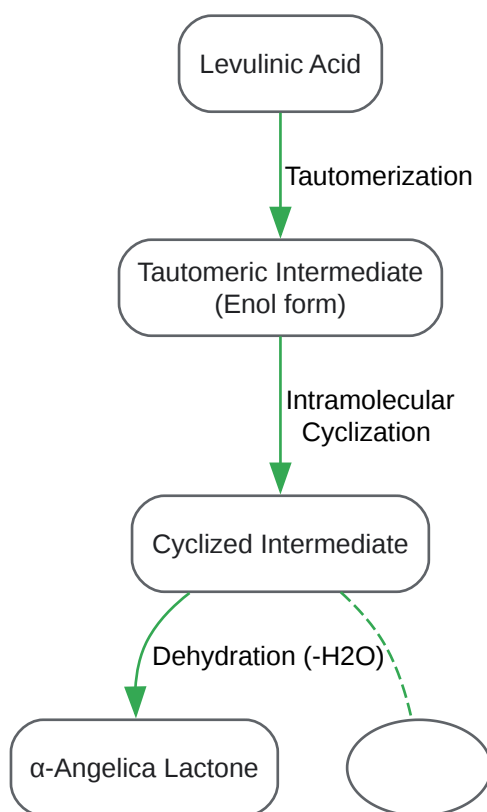 Levulinic Acid
Tautomerization
Tautomeric Intermediate
(Enol form)
Intramolecular
Cyclization
Cyclized Intermediate
Dehydration (-H2O)
α-Angelica Lactone